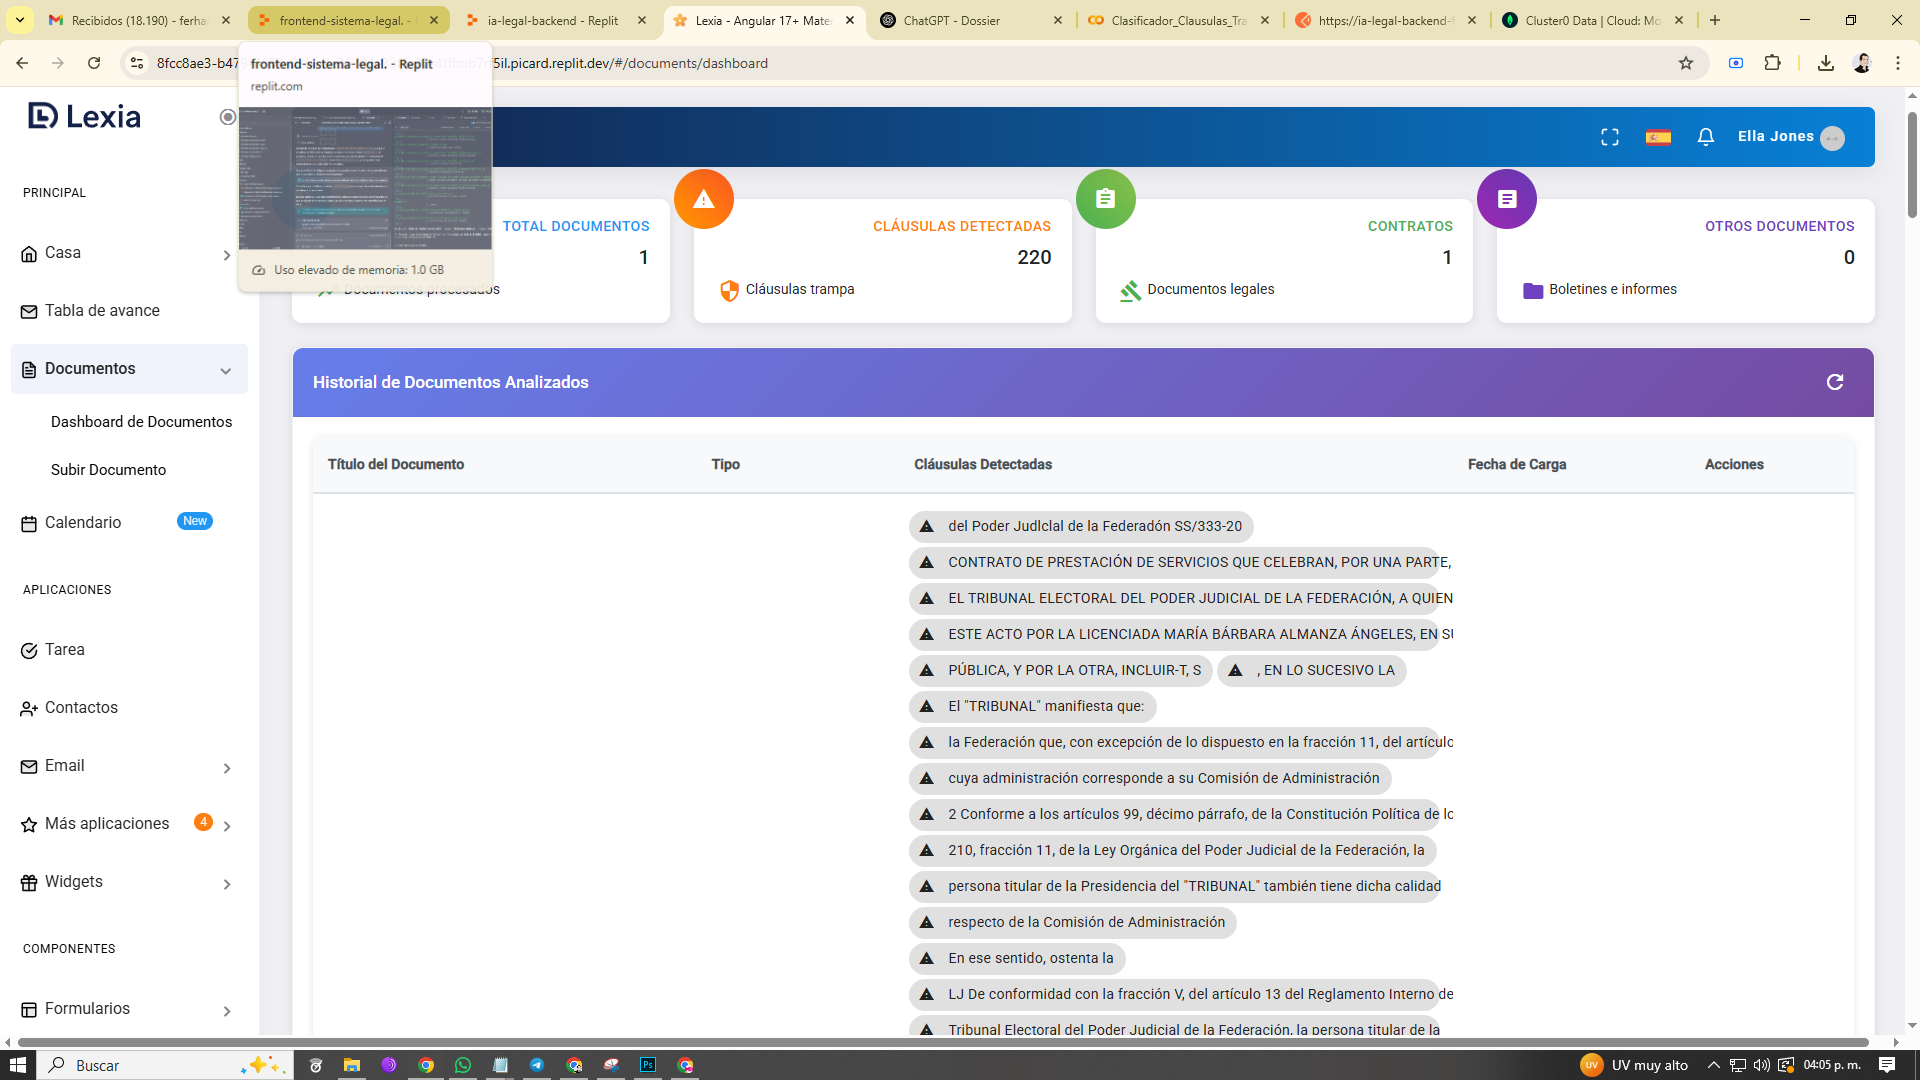 Recibidos (18.190) - ferha
frontend-sistema-legal. -
ia-legal-backend - Replit
Lexia - Angular 17+ Mate
ChatGPT - Dossier
Clasificador_Clausulas_Tra
https://ia-legal-backend-
Cluster0 Data | Cloud: Mo
5il.picard.replit.dev/#/documents/dashboard
frontend-sistema-legal. - Replit
replit.com
Uso elevado de memoria: 1.0 GB
Lexia
Ella Jones
PRINCIPAL
Casa
Tabla de avance
Documentos
Dashboard de Documentos
Subir Documento
Calendario
New
APLICACIONES
Tarea
Contactos
Email
Más aplicaciones
4
Widgets
COMPONENTES
Formularios
TOTAL DOCUMENTOS
1
Documentos procesados
CLÁUSULAS DETECTADAS
220
Cláusulas trampa
CONTRATOS
1
Documentos legales
OTROS DOCUMENTOS
0
Boletines e informes
Historial de Documentos Analizados
Título del Documento
Tipo
Cláusulas Detectadas
Fecha de Carga
Acciones
del Poder Judlclal de la Federadón SS/333-20
CONTRATO DE PRESTACIÓN DE SERVICIOS QUE CELEBRAN, POR UNA PARTE,
EL TRIBUNAL ELECTORAL DEL PODER JUDICIAL DE LA FEDERACIÓN, A QUIEN
ESTE ACTO POR LA LICENCIADA MARÍA BÁRBARA ALMANZA ÁNGELES, EN SU
PÚBLICA, Y POR LA OTRA, INCLUIR-T, S
, EN LO SUCESIVO LA
El "TRIBUNAL" manifiesta que:
la Federación que, con excepción de lo dispuesto en la fracción 11, del artículo
cuya administración corresponde a su Comisión de Administración
2 Conforme a los artículos 99, décimo párrafo, de la Constitución Política de lo
210, fracción 11, de la Ley Orgánica del Poder Judicial de la Federación, la
persona titular de la Presidencia del "TRIBUNAL" también tiene dicha calidad
respecto de la Comisión de Administración
En ese sentido, ostenta la
LJ De conformidad con la fracción V, del artículo 13 del Reglamento Interno de
Tribunal Electoral del Poder Judicial de la Federación, la persona titular de la
Buscar
Ps
UV
UV muy alto
04:05 p. m.